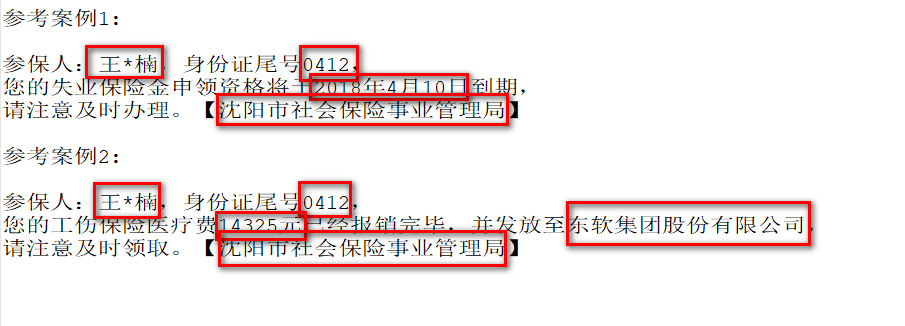 参考案例1：
参保人：王*楠，身份证尾号0412，
您的失业保险金申领资格将于2018年4月10日到期，
请注意及时办理。【沈阳市社会保险事业管理局】
参考案例2：
参保人：王*楠，身份证尾号0412，
您的工伤保险医疗费14325元已经报销完毕，并发放至东软集团股份有限公司，
请注意及时领取。【沈阳市社会保险事业管理局】